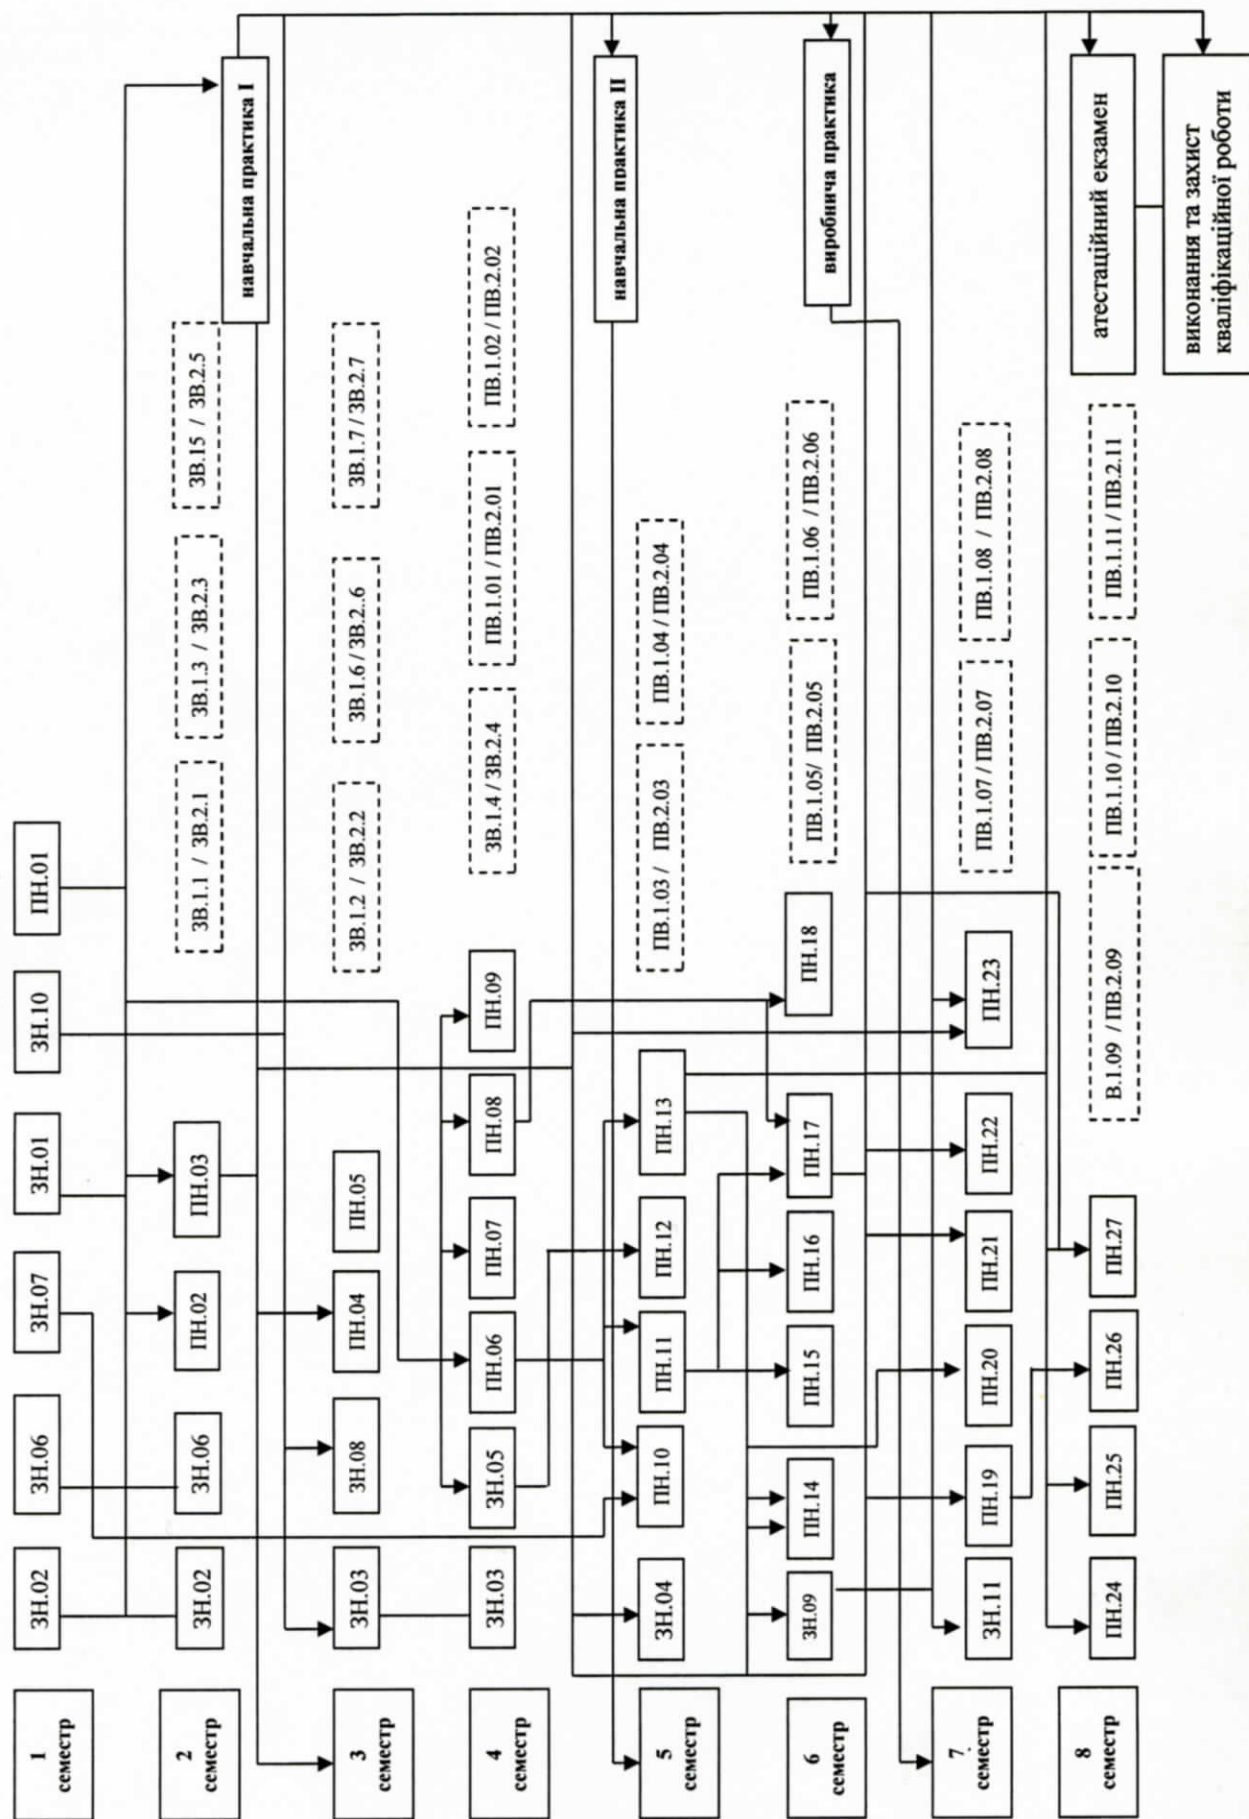 1
семестр
ЗН.02
ЗН.06
ЗН.07
ЗН.01
ЗН.10
ПН.01
2
семестр
ЗН.02
ЗН.06
ПН.02
ПН.03
ЗВ.1.1 / ЗВ.2.1
ЗВ.1.3 / ЗВ.2.3
ЗВ.15 / ЗВ.2.5
навчальна практика I
3
семестр
ЗН.03
ЗН.08
ПН.04
ПН.05
ЗВ.1.2 / ЗВ.2.2
ЗВ.1.6 / ЗВ.2.6
ЗВ.1.7 / ЗВ.2.7
4
семестр
ЗН.03
ЗН.05
ПН.06
ПН.07
ПН.08
ПН.09
ЗВ.1.4 / ЗВ.2.4
ПВ.1.01 / ПВ.2.01
ПВ.1.02 / ПВ.2.02
5
семестр
ЗН.04
ПН.10
ПН.11
ПН.12
ПН.13
ПВ.1.03 / ПВ.2.03
ПВ.1.04 / ПВ.2.04
навчальна практика II
6
семестр
ЗН.09
ПН.14
ПН.15
ПН.16
ПН.17
ПН.18
ПВ.1.05/ ПВ.2.05
ПВ.1.06 / ПВ.2.06
виробнича практика
7
семестр
ЗН.11
ПН.19
ПН.20
ПН.21
ПН.22
ПН.23
ПВ.1.07 / ПВ.2.07
ПВ.1.08 / ПВ.2.08
8
семестр
ПН.24
ПН.25
ПН.26
ПН.27
В.1.09 / ПВ.2.09
ПВ.1.10 / ПВ.2.10
ПВ.1.11 / ПВ.2.11
атестаційний екзамен
виконання та захист
кваліфікаційної роботи